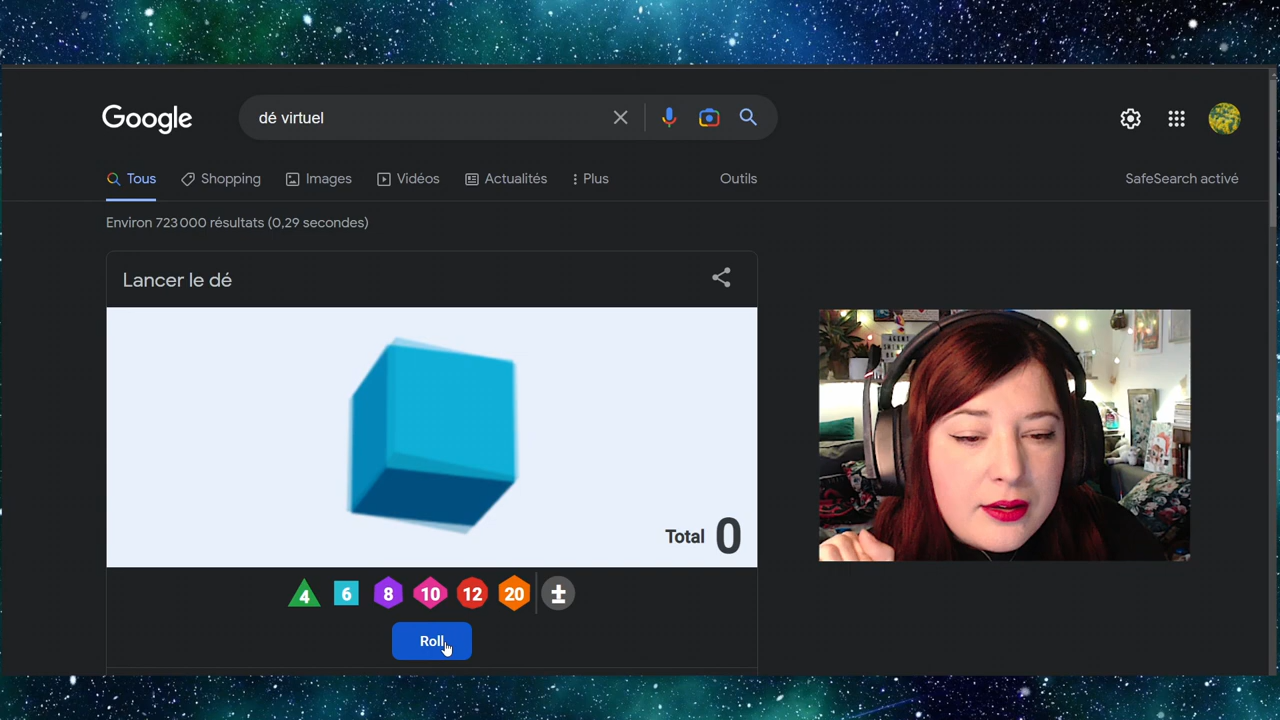 Google
dé virtuel
Tous Shopping Images Vidéos Actualités Plus Outils SafeSearch activé
Environ 723 000 résultats (0,29 secondes)
Lancer le dé
AGENT
Total 0
4 6 8 10 12 20 ±
Roll